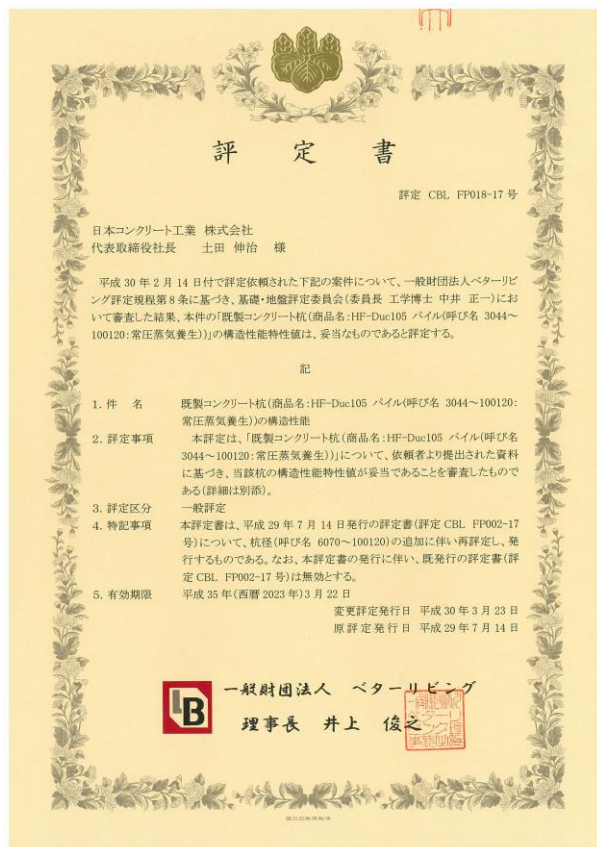 評定書
評定 CBL FP018-17 号
日本コンクリート工業 株式会社
代表取締役社長 土田 伸治 様
平成 30 年 2 月 14 日付で評定依頼された下記の案件について、一般財団法人ベターリビ
ング評定規程第 8 条に基づき、基礎・地盤評定委員会(委員長 工学博士 中井 正一)にお
いて審査した結果、本件の「既製コンクリート杭(商品名:HF-Duc105 パイル(呼び名 3044～
100120:常圧蒸気養生))」の構造性能特性値は、妥当なものであると評定する。
記
1. 件 名 既製コンクリート杭(商品名:HF-Duc105 パイル(呼び名 3044～100120:
常圧蒸気養生))の構造性能
2. 評定事項 本評定は、「既製コンクリート杭(商品名:HF-Duc105 パイル(呼び名
3044～100120:常圧蒸気養生))」について、依頼者より提出された資料
に基づき、当該杭の構造性能特性値が妥当であることを審査したものであ
る(詳細は別添)。
3. 評定区分 一般評定
4. 特記事項 本評定書は、平成 29 年 7 月 14 日発行の評定書(評定 CBL FP002-17
号)について、杭径(呼び名 6070～100120)の追加に伴い再評定し、発
行するものである。なお、本評定書の発行に伴い、既発行の評定書(評
定 CBL FP002-17 号)は無効とする。
5. 有効期限 平成 35 年(西暦 2023 年)3 月 22 日
変更評定発行日 平成 30 年 3 月 23 日
原評定発行日 平成 29 年 7 月 14 日
LB
一般財団法人 ベターリビング
理事長 井上 俊之